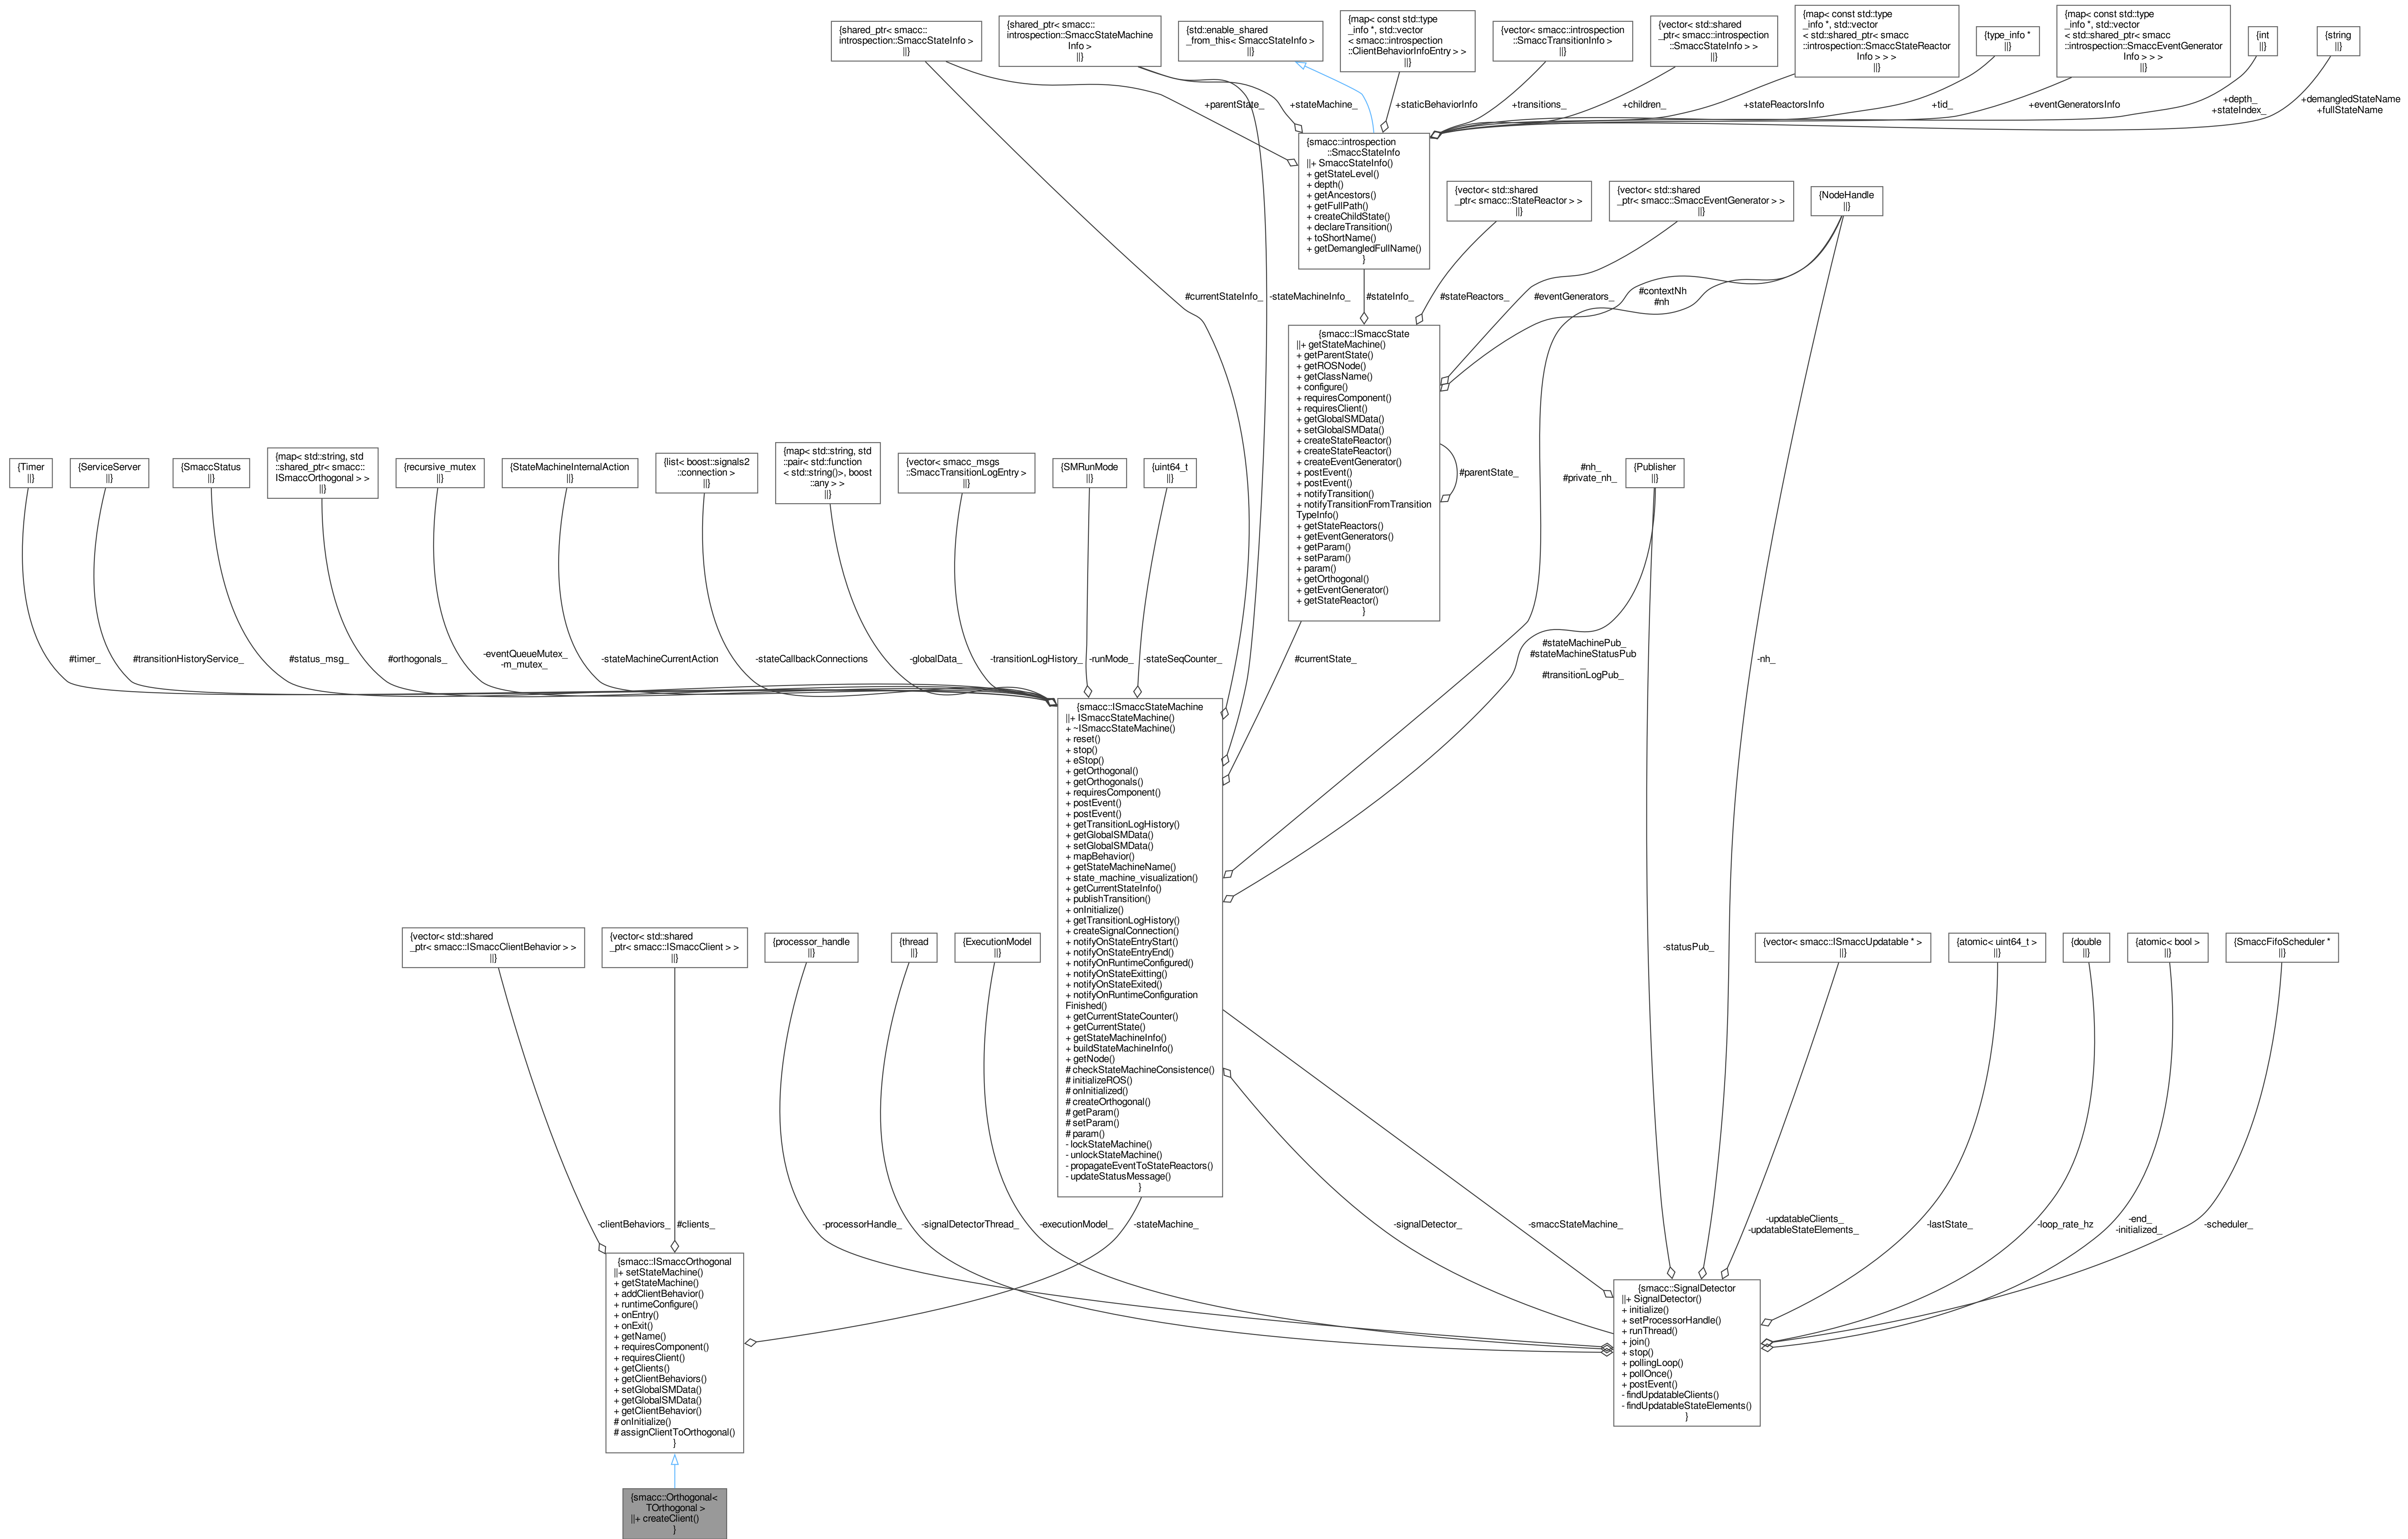 {shared_ptr< smacc::
introspection::SmaccStateInfo >
||}
{shared_ptr< smacc::
introspection::SmaccStateMachine
Info >
||}
{std::enable_shared
_from_this< SmaccStateInfo >
||}
{map< const std::type
_info *, std::vector
< smacc::introspection
::ClientBehaviorInfoEntry > >
||}
{vector< smacc::introspection
::SmaccTransitionInfo >
||}
{vector< std::shared
_ptr< smacc::introspection
::SmaccStateInfo > >
||}
{map< const std::type
_info *, std::vector
< std::shared_ptr< smacc
::introspection::SmaccStateReactor
Info > > >
||}
{type_info *
||}
{map< const std::type
_info *, std::vector
< std::shared_ptr< smacc
::introspection::SmaccEventGenerator
Info > > >
||}
{int
||}
{string
||}
+parentState_
+stateMachine_
+staticBehaviorInfo
+transitions_
+children_
+stateReactorsInfo
+tid_
+eventGeneratorsInfo
+depth_
+stateIndex_
+demangledStateName
+fullStateName
{smacc::introspection
::SmaccStateInfo
||+ SmaccStateInfo()
+ getStateLevel()
+ depth()
+ getAncestors()
+ getFullPath()
+ createChildState()
+ declareTransition()
+ toShortName()
+ getDemangledFullName()
}
{vector< std::shared
_ptr< smacc::StateReactor > >
||}
{vector< std::shared
_ptr< smacc::SmaccEventGenerator > >
||}
{NodeHandle
||}
#currentStateInfo_
-stateMachineInfo_
#stateInfo_
#stateReactors_
#eventGenerators_
#contextNh
#nh
{smacc::ISmaccState
||+ getStateMachine()
+ getParentState()
+ getROSNode()
+ getClassName()
+ configure()
+ requiresComponent()
+ requiresClient()
+ getGlobalSMData()
+ setGlobalSMData()
+ createStateReactor()
+ createStateReactor()
+ createEventGenerator()
+ postEvent()
+ postEvent()
+ notifyTransition()
+ notifyTransitionFromTransition
TypeInfo()
+ getStateReactors()
+ getEventGenerators()
+ getParam()
+ setParam()
+ param()
+ getOrthogonal()
+ getEventGenerator()
+ getStateReactor()
}
#parentState_
#nh_
#private_nh_
{Publisher
||}
{Timer
||}
{ServiceServer
||}
{SmaccStatus
||}
{map< std::string, std
::shared_ptr< smacc::
ISmaccOrthogonal > >
||}
{recursive_mutex
||}
{StateMachineInternalAction
||}
{list< boost::signals2
::connection >
||}
{map< std::string, std
::pair< std::function
< std::string()>, boost
::any > >
||}
{vector< smacc_msgs
::SmaccTransitionLogEntry >
||}
{SMRunMode
||}
{uint64_t
||}
#timer_
#transitionHistoryService_
#status_msg_
#orthogonals_
-eventQueueMutex_
-m_mutex_
-stateMachineCurrentAction
-stateCallbackConnections
-globalData_
-transitionLogHistory_
-runMode_
-stateSeqCounter_
#currentState_
#stateMachinePub_
#stateMachineStatusPub
_
#transitionLogPub_
-nh_
{smacc::ISmaccStateMachine
||+ ISmaccStateMachine()
+ ~ISmaccStateMachine()
+ reset()
+ stop()
+ eStop()
+ getOrthogonal()
+ getOrthogonals()
+ requiresComponent()
+ postEvent()
+ postEvent()
+ getTransitionLogHistory()
+ getGlobalSMData()
+ setGlobalSMData()
+ mapBehavior()
+ getStateMachineName()
+ state_machine_visualization()
+ getCurrentStateInfo()
+ publishTransition()
+ onInitialize()
+ getTransitionLogHistory()
+ createSignalConnection()
+ notifyOnStateEntryStart()
+ notifyOnStateEntryEnd()
+ notifyOnRuntimeConfigured()
+ notifyOnStateExitting()
+ notifyOnStateExited()
+ notifyOnRuntimeConfiguration
Finished()
+ getCurrentStateCounter()
+ getCurrentState()
+ getStateMachineInfo()
+ buildStateMachineInfo()
+ getNode()
# checkStateMachineConsistence()
# initializeROS()
# onInitialized()
# createOrthogonal()
# getParam()
# setParam()
# param()
- lockStateMachine()
- unlockStateMachine()
- propagateEventToStateReactors()
- updateStatusMessage()
}
{vector< std::shared
_ptr< smacc::ISmaccClientBehavior > >
||}
{vector< std::shared
_ptr< smacc::ISmaccClient > >
||}
{processor_handle
||}
{thread
||}
{ExecutionModel
||}
-statusPub_
{vector< smacc::ISmaccUpdatable * >
||}
{atomic< uint64_t >
||}
{double
||}
{atomic< bool >
||}
{SmaccFifoScheduler *
||}
-clientBehaviors_
#clients_
-processorHandle_
-signalDetectorThread_
-executionModel_
-stateMachine_
-signalDetector_
-smaccStateMachine_
-updatableClients_
-updatableStateElements_
-lastState_
-loop_rate_hz
-end_
-initialized_
-scheduler_
{smacc::ISmaccOrthogonal
||+ setStateMachine()
+ getStateMachine()
+ addClientBehavior()
+ runtimeConfigure()
+ onEntry()
+ onExit()
+ getName()
+ requiresComponent()
+ requiresClient()
+ getClients()
+ getClientBehaviors()
+ setGlobalSMData()
+ getGlobalSMData()
+ getClientBehavior()
# onInitialize()
# assignClientToOrthogonal()
}
{smacc::SignalDetector
||+ SignalDetector()
+ initialize()
+ setProcessorHandle()
+ runThread()
+ join()
+ stop()
+ pollingLoop()
+ pollOnce()
+ postEvent()
- findUpdatableClients()
- findUpdatableStateElements()
}
{smacc::Orthogonal<
TOrthogonal >
||+ createClient()
}